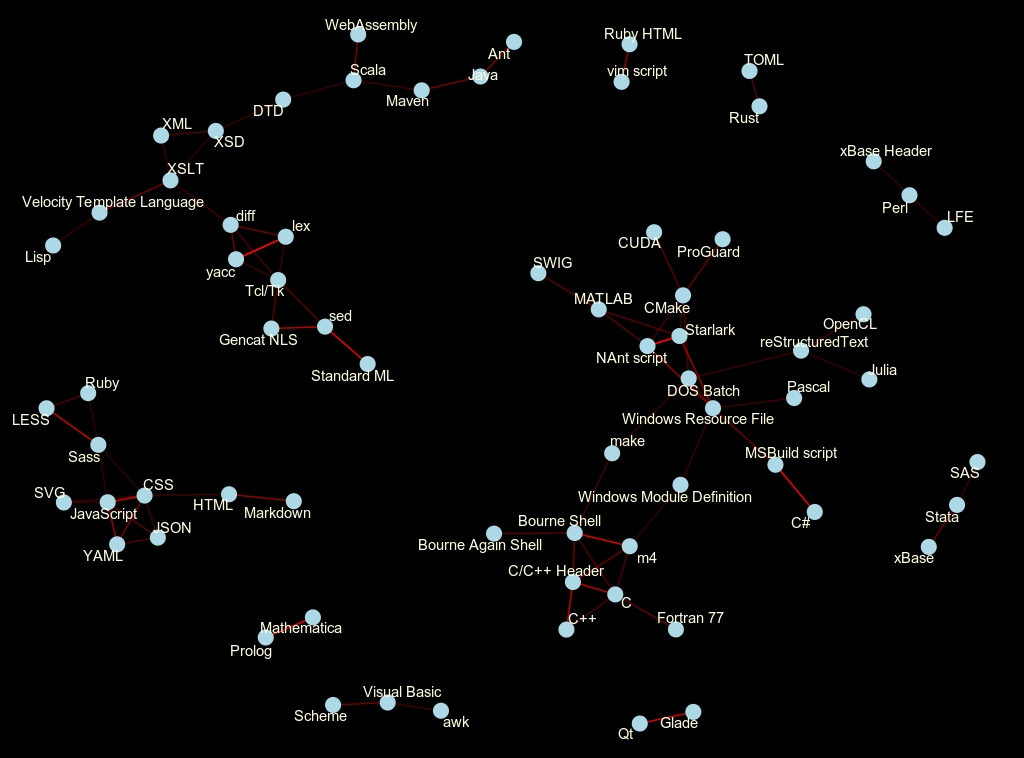 WebAssembly
Ruby HTML
Ant
TOML
Scala
vim script
Java
Maven
DTD
Rust
XML
XSD
xBase Header
XSLT
Velocity Template Language
Perl
LFE
diff
lex
Lisp
yacc
CUDA
ProGuard
SWIG
Tcl/Tk
MATLAB
CMake
sed
OpenCL
Starlark
Gencat NLS
reStructuredText
NAnt script
Standard ML
Julia
Ruby
DOS Batch
Pascal
LESS
Windows Resource File
make
Sass
MSBuild script
SAS
SVG
CSS
Windows Module Definition
HTML
Markdown
JavaScript
Stata
Bourne Shell
C#
JSON
Bourne Again Shell
YAML
m4
xBase
C/C++ Header
C
C++
Fortran 77
Mathematica
Prolog
Visual Basic
Scheme
awk
Glade
Qt